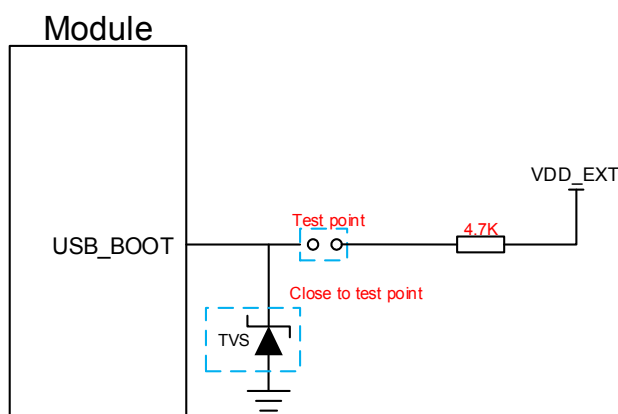 Module
VDD_EXT
Test point
4.7K
USB_BOOT
Close to test point
TVS